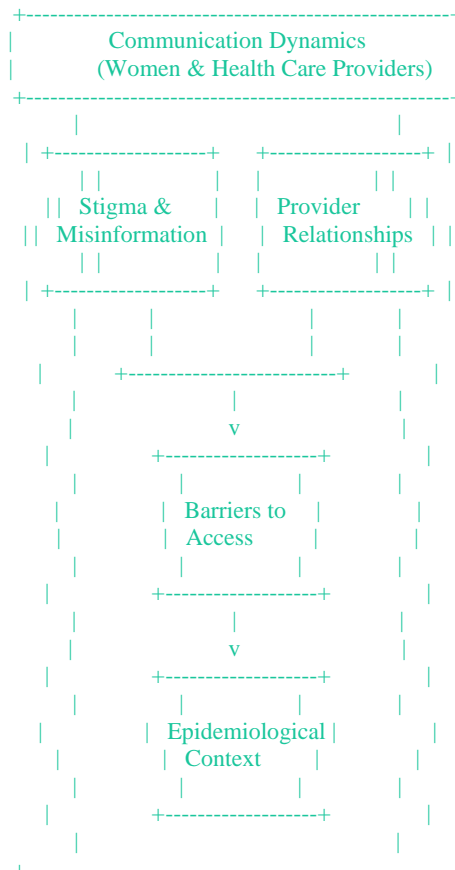 Communication Dynamics
(Women & Health Care Providers)
Stigma & Provider
Misinformation Relationships
Barriers to
Access
v
v
Epidemiological
Context